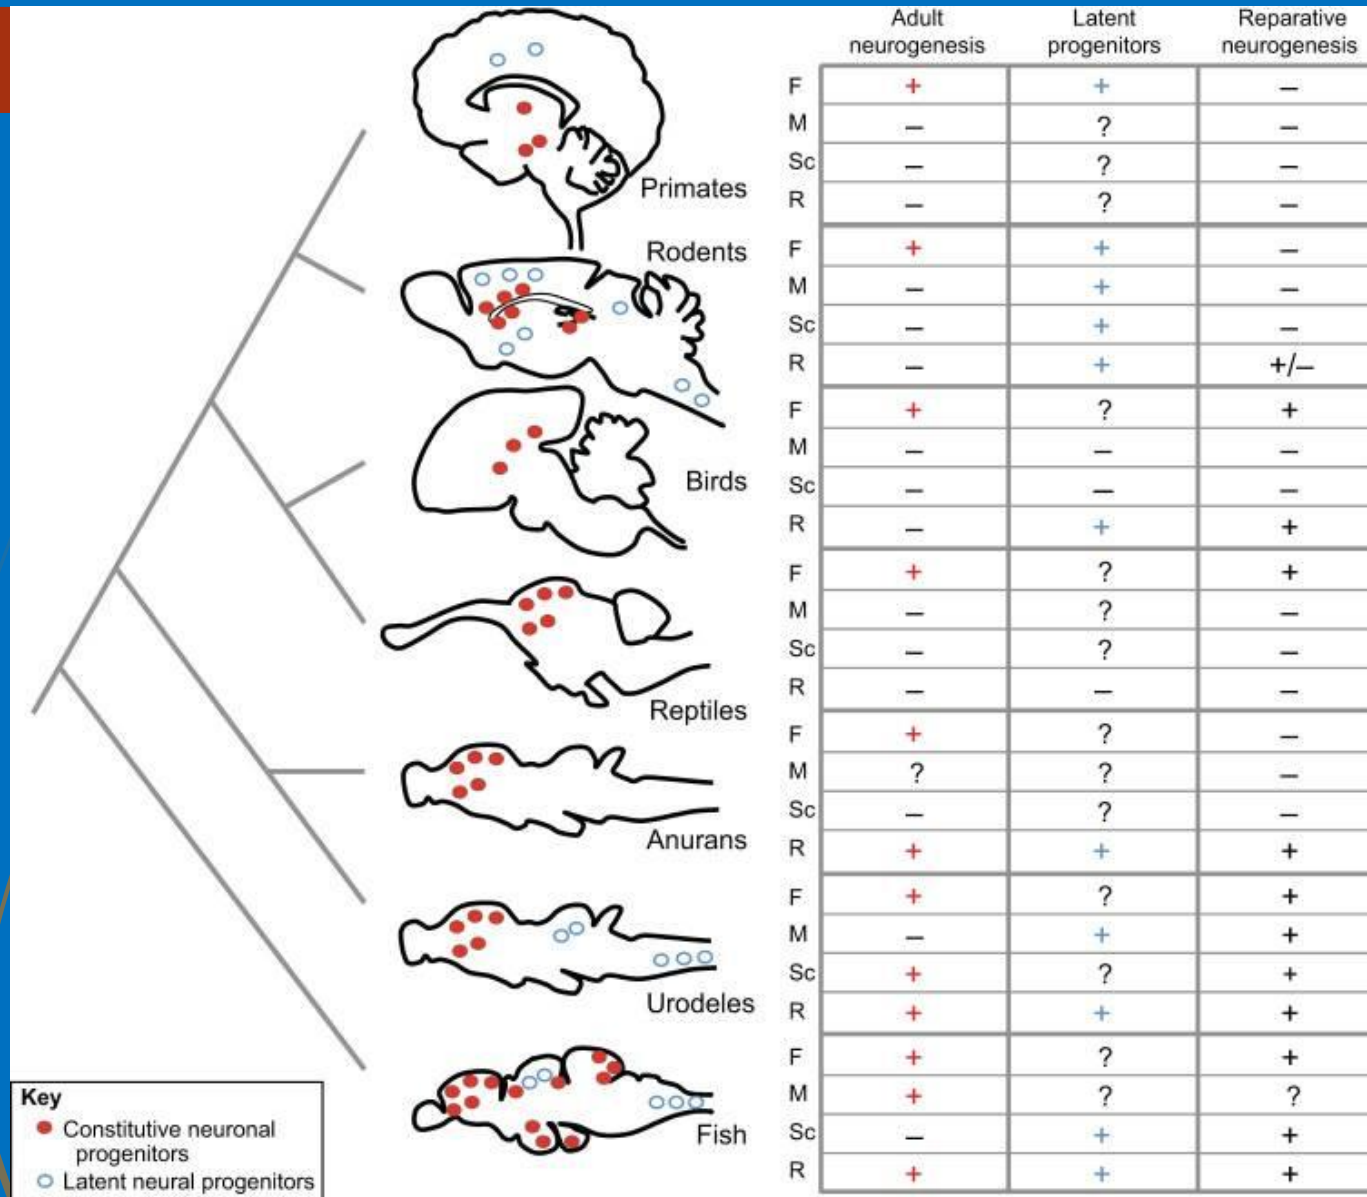 Adult neurogenesis Latent progenitors Reparative neurogenesis
F + + –
M – ? –
Sc – ? –
R – ? –
Primates
Rodents
F + + –
M – + –
Sc – + –
R – + +/–
Birds
F + ? +
M – – –
Sc – – –
R – + +
Reptiles
F + ? +
M – ? –
Sc – ? –
R – – –
Anurans
F + ? –
M ? ? –
Sc – ? –
R + + +
Urodeles
F + ? +
M – + +
Sc + ? +
R + + +
Fish
F + ? +
M + ? ?
Sc – + +
R + + +
Key
Constitutive neuronal
progenitors
Latent neural progenitors